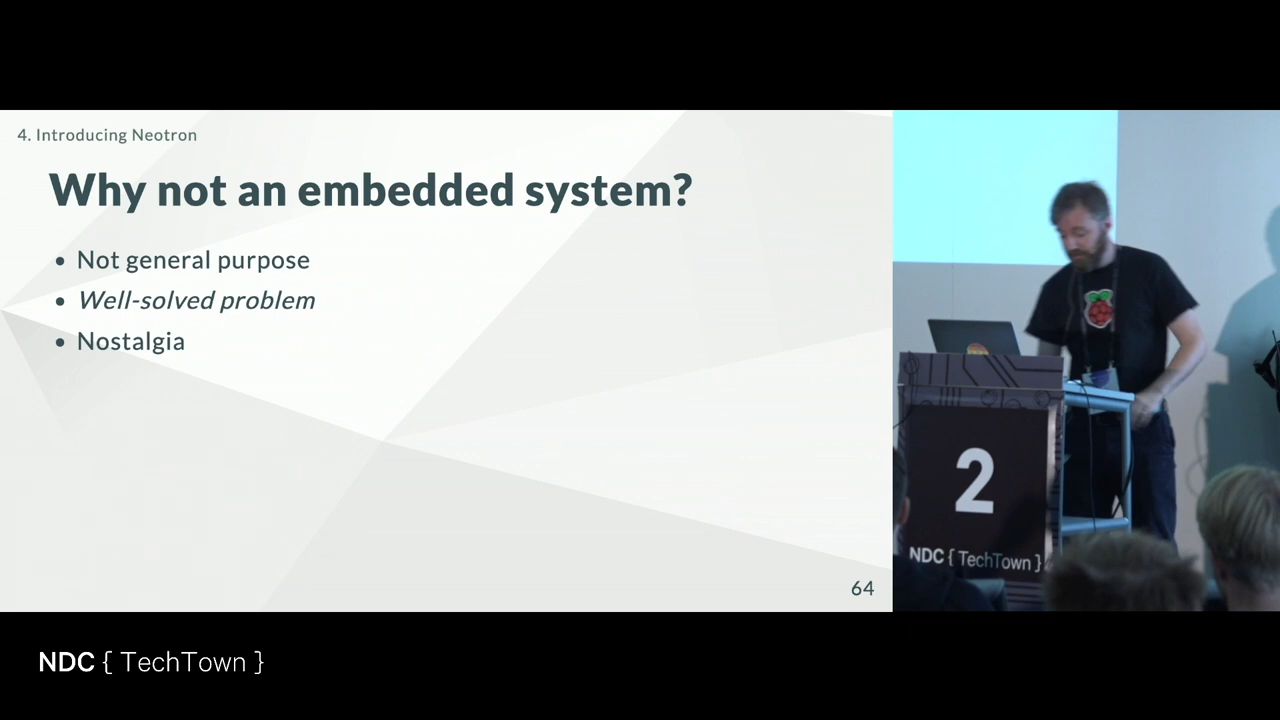 4. Introducing Neotron
Why not an embedded system?
• Not general purpose
• Well-solved problem
• Nostalgia
64
2
NDC { TechTown }
NDC { TechTown }